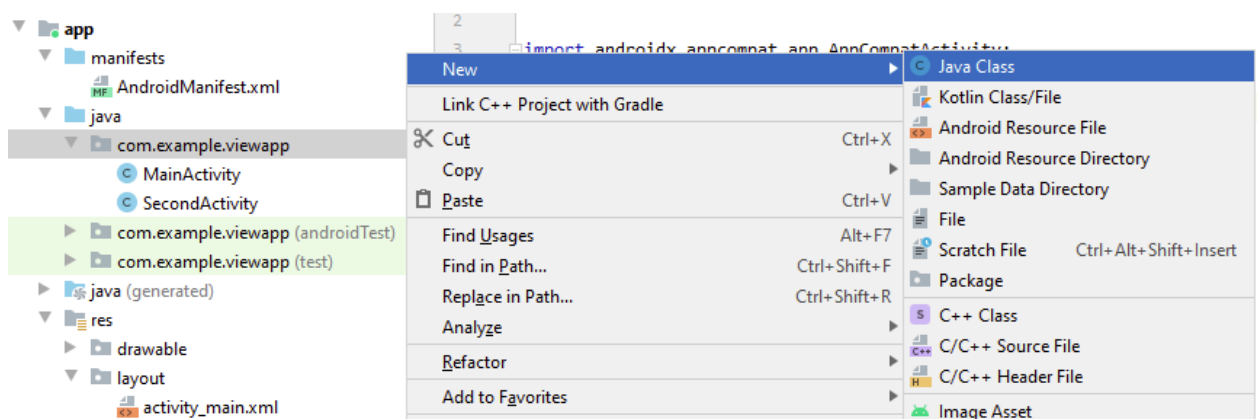 app
manifests
MF AndroidManifest.xml
java
com.example.viewapp
C MainActivity
C SecondActivity
com.example.viewapp (androidTest)
com.example.viewapp (test)
java (generated)
res
drawable
layout
activity_main.xml
2
3 import androidx.appcompat.app.AppCompatActivity;
New
Link C++ Project with Gradle
Cut Ctrl+X
Copy
Paste Ctrl+V
Find Usages Alt+F7
Find in Path... Ctrl+Shift+F
Replace in Path... Ctrl+Shift+R
Analyze
Refactor
Add to Favorites
C Java Class
Kotlin Class/File
Android Resource File
Android Resource Directory
Sample Data Directory
File
Scratch File Ctrl+Alt+Shift+Insert
Package
S C++ Class
C++ C/C++ Source File
H C/C++ Header File
Image Asset